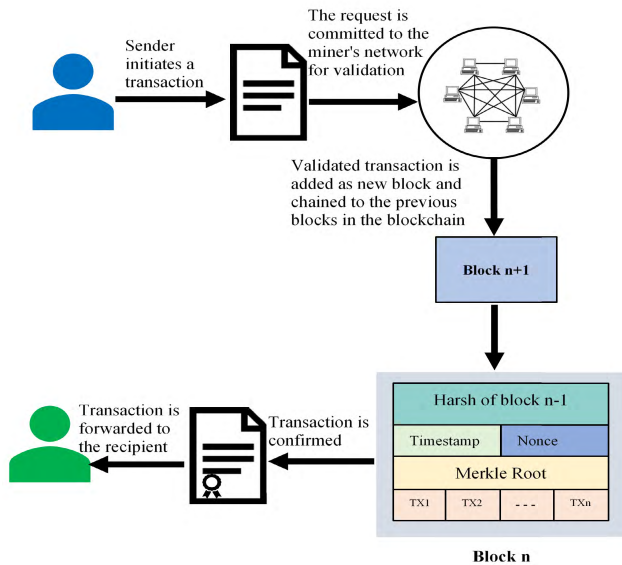 Sender
initiates a
transaction
The request is
committed to the
miner's network
for validation
Validated transaction is
added as new block and
chained to the previous
blocks in the blockchain
Block n+1
Harsh of block n-1
Timestamp
Nonce
Merkle Root
TX1
TX2
- - -
TXn
Block n
Transaction is
confirmed
Transaction is
forwarded to
the recipient